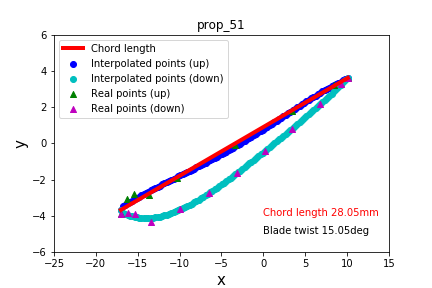 prop_51
Chord length
Interpolated points (up)
Interpolated points (down)
Real points (up)
Real points (down)
6
4
2
0
−2
−4
−6
y
Chord length 28.05mm
Blade twist 15.05deg
−25 −20 −15 −10 −5 0 5 10 15
x